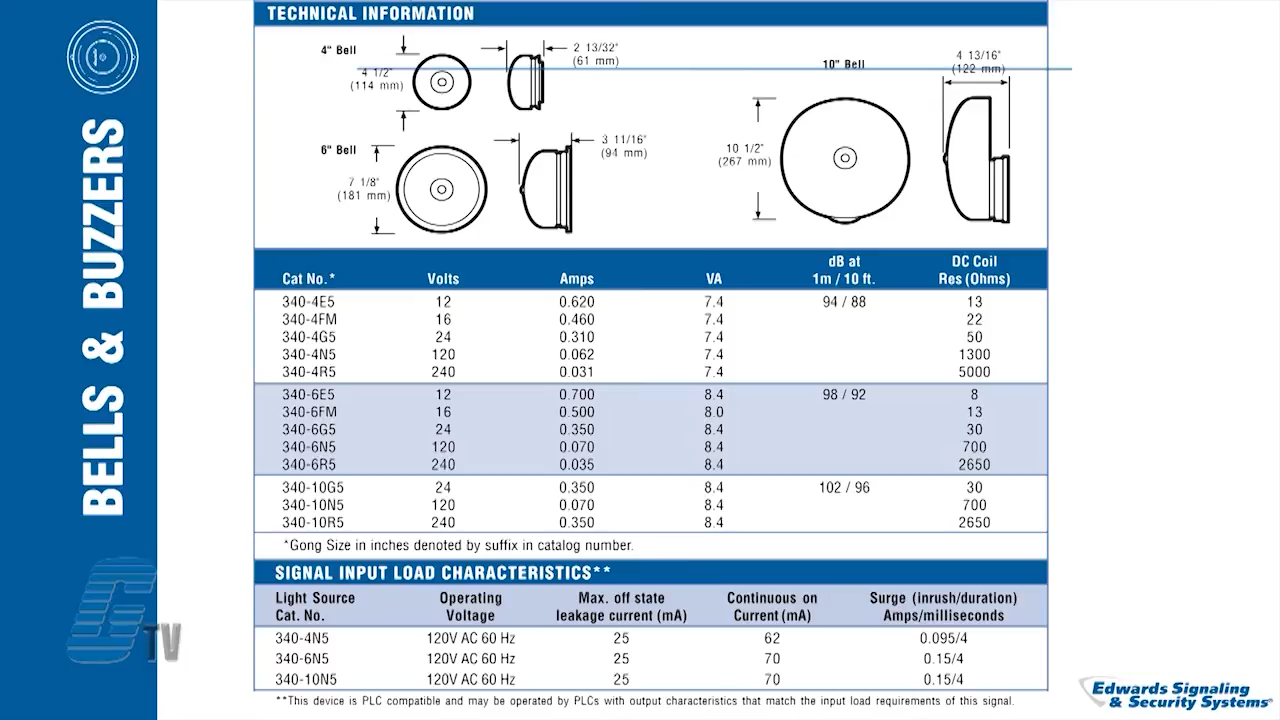 BELLS & BUZZERS
TECHNICAL INFORMATION
4" Bell
4 1/2"
(114 mm)
2 13/32"
(61 mm)
10" Bell
4 13/16"
(122 mm)
6" Bell
7 1/8"
(181 mm)
3 11/16"
(94 mm)
10 1/2"
(267 mm)
Cat No.* Volts Amps VA dB at 1m / 10 ft. DC Coil Res (Ohms)
340-4E5 12 0.620 7.4 94 / 88 13
340-4FM 16 0.460 7.4 22
340-4G5 24 0.310 7.4 50
340-4N5 120 0.062 7.4 1300
340-4R5 240 0.031 7.4 5000
340-6E5 12 0.700 8.4 98 / 92 8
340-6FM 16 0.500 8.0 13
340-6G5 24 0.350 8.4 30
340-6N5 120 0.070 8.4 700
340-6R5 240 0.035 8.4 2650
340-10G5 24 0.350 8.4 102 / 96 30
340-10N5 120 0.070 8.4 700
340-10R5 240 0.350 8.4 2650
*Gong Size in inches denoted by suffix in catalog number.
SIGNAL INPUT LOAD CHARACTERISTICS**
Light Source Cat. No. Operating Voltage Max. off state leakage current (mA) Continuous on Current (mA) Surge (inrush/duration) Amps/milliseconds
340-4N5 120V AC 60 Hz 25 62 0.095/4
340-6N5 120V AC 60 Hz 25 70 0.15/4
340-10N5 120V AC 60 Hz 25 70 0.15/4
**This device is PLC compatible and may be operated by PLCs with output characteristics that match the input load requirements of this signal.
TV
Edwards Signaling
& Security Systems